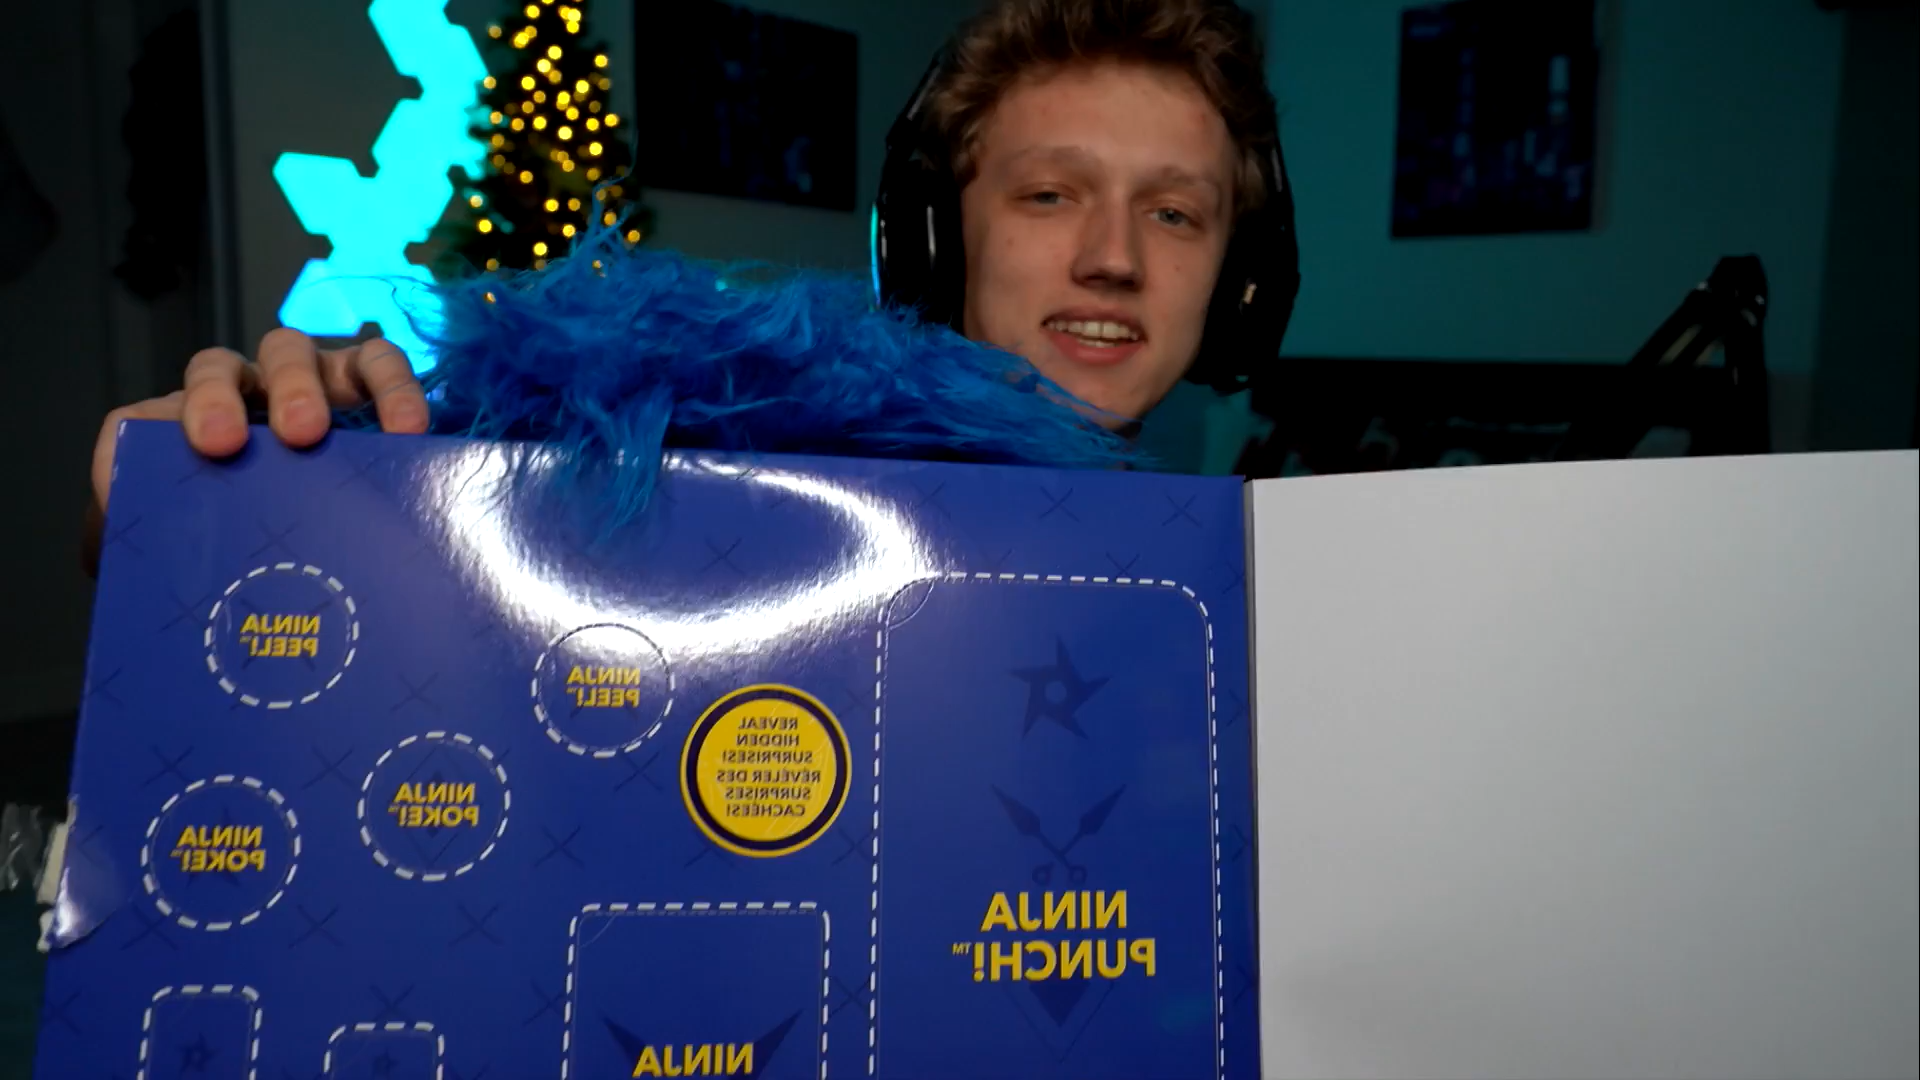 NINJA
PEEL!™
NINJA
PEEL!™
REVEAL
HIDDEN
SURPRISES!
RÉVÉLER DES
SURPRISES
CACHÉES!
NINJA
POKE!™
NINJA
POKE!™
NINJA
PUNCH!™
NINJA